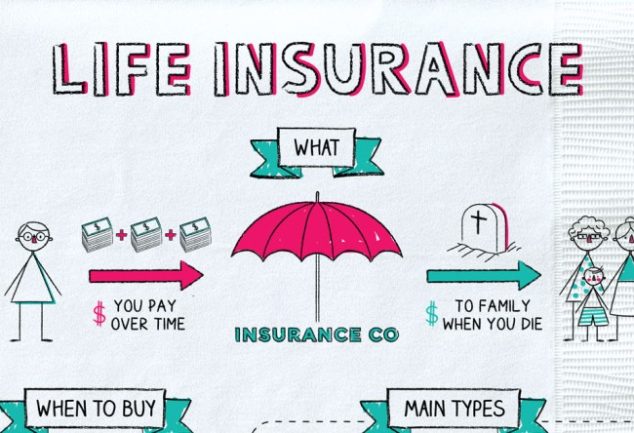 LIFE INSURANCE
WHAT
$ + $ + $
$ YOU PAY
OVER TIME
INSURANCE CO
$ TO FAMILY
WHEN YOU DIE
WHEN TO BUY
MAIN TYPES